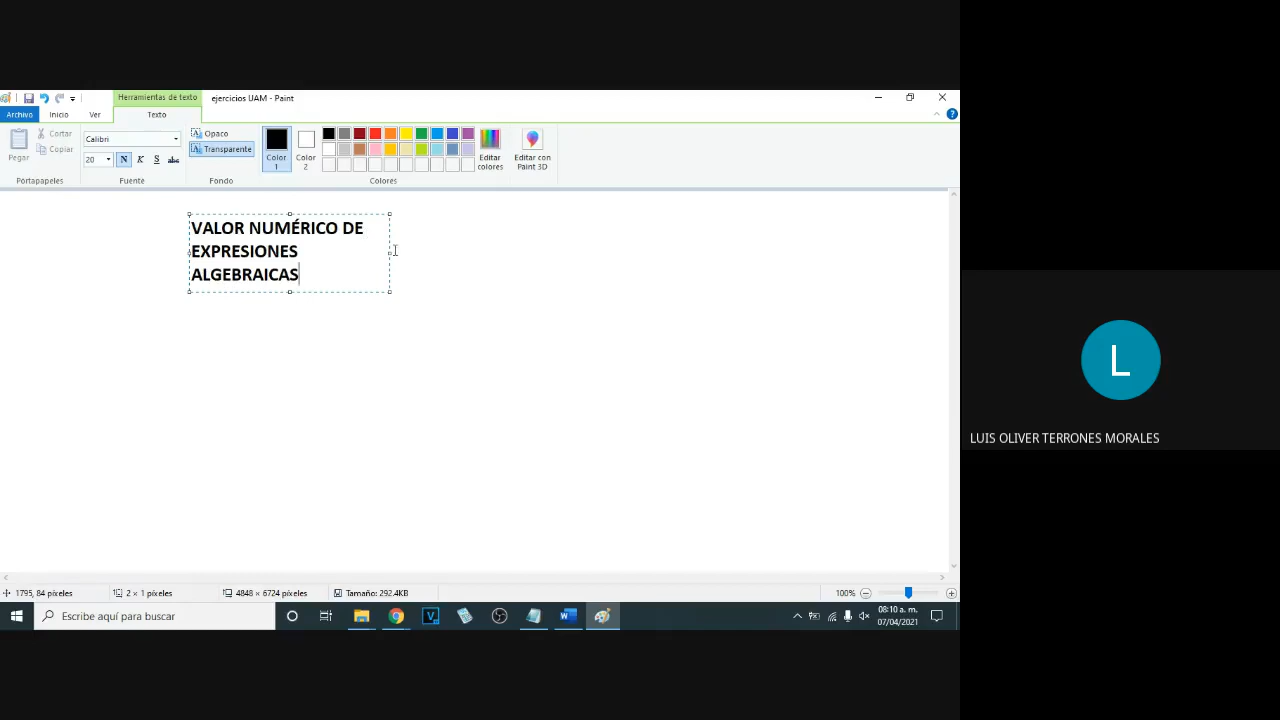 Herramientas de texto
ejercicios UAM - Paint
Archivo
Inicio
Ver
Texto
Pegar
Cortar
Copiar
Portapapeles
Calibri
20
N
K
S
abc
Fuente
Opaco
Transparente
Fondo
Color 1
Color 2
Editar colores
Editar con Paint 3D
Colores
VALOR NUMÉRICO DE
EXPRESIONES
ALGEBRAICAS
L
LUIS OLIVER TERRONES MORALES
1795, 84 píxeles
2 × 1 píxeles
4848 × 6724 píxeles
Tamaño: 292.4KB
100%
Escribe aquí para buscar
08:10 a. m.
07/04/2021